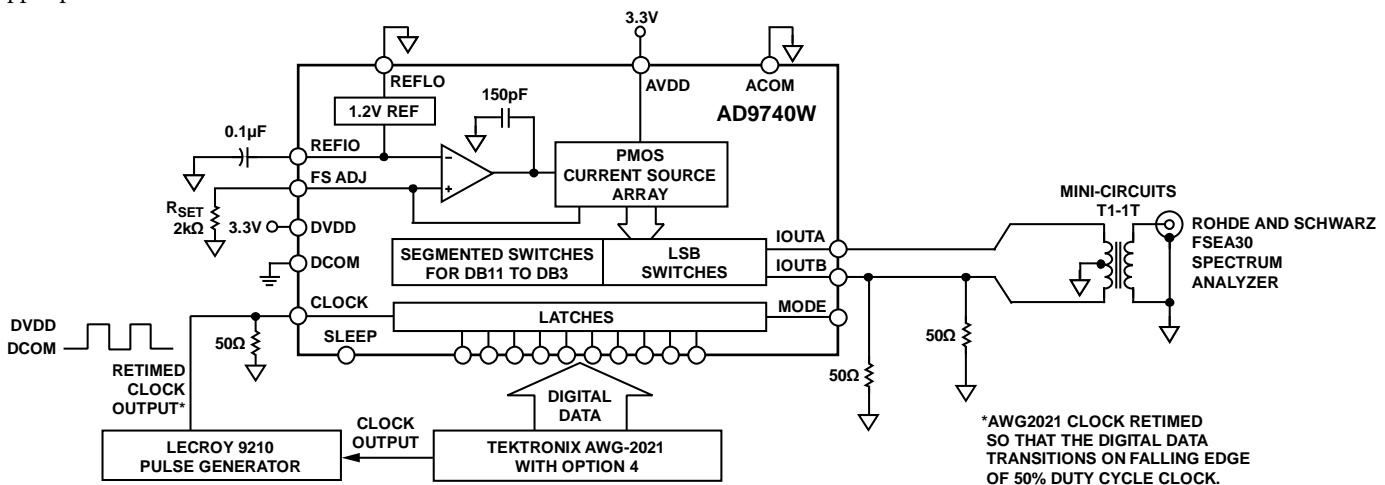 3.3V
REFLO
AVDD
ACOM
150pF
AD9740W
1.2V REF
0.1µF
REFIO
–
PMOS
CURRENT SOURCE
ARRAY
FS ADJ
+
MINI-CIRCUITS
T1-1T
RSET
2kΩ
3.3V
DVDD
ROHDE AND SCHWARZ
FSEA30
SPECTRUM
ANALYZER
IOUTA
SEGMENTED SWITCHES
FOR DB11 TO DB3
LSB
SWITCHES
DCOM
IOUTB
CLOCK
LATCHES
MODE
DVDD
DCOM
50Ω
SLEEP
50Ω
50Ω
RETIMED
CLOCK
OUTPUT*
DIGITAL
DATA
CLOCK
OUTPUT
LECROY 9210
PULSE GENERATOR
TEKTRONIX AWG-2021
WITH OPTION 4
*AWG2021 CLOCK RETIMED
SO THAT THE DIGITAL DATA
TRANSITIONS ON FALLING EDGE
OF 50% DUTY CYCLE CLOCK.